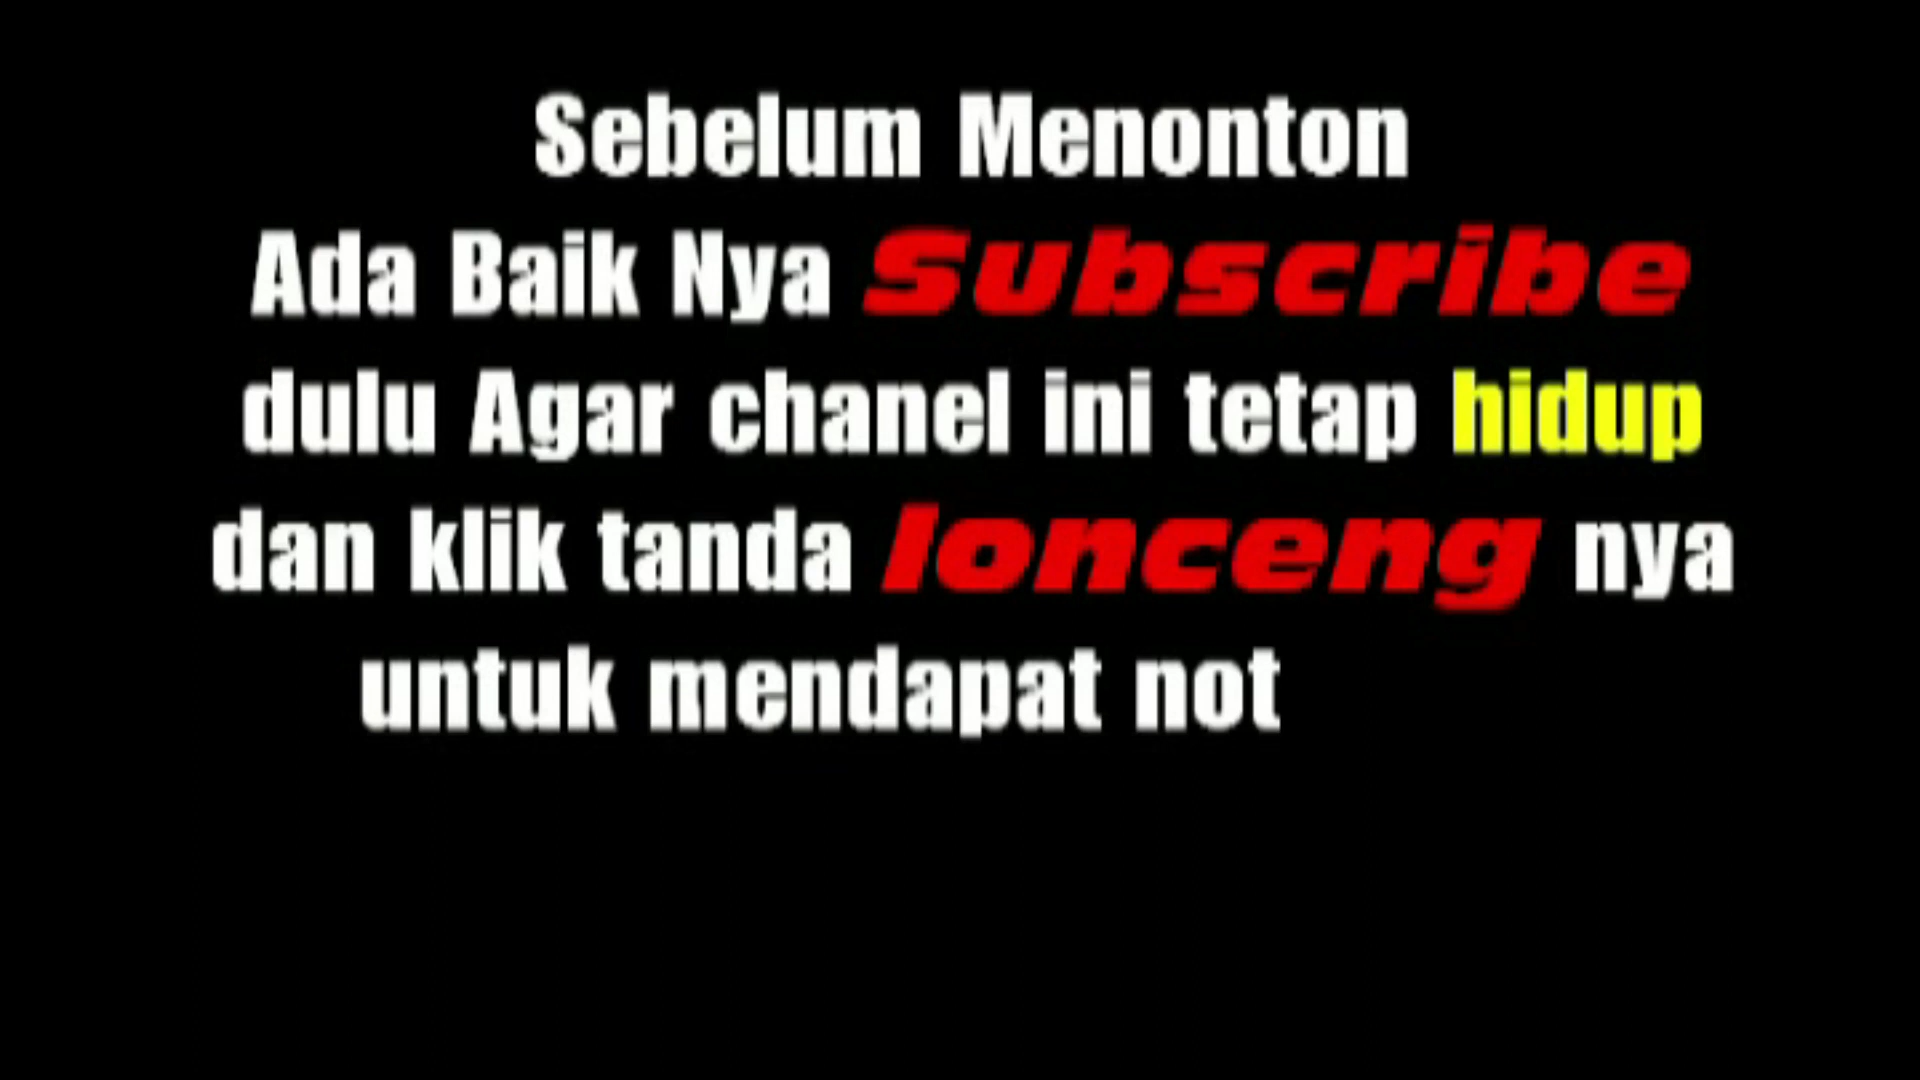 Sebelum Menonton
Ada Baik Nya Subscribe
dulu Agar chanel ini tetap hidup
dan klik tanda lonceng nya
untuk mendapat not